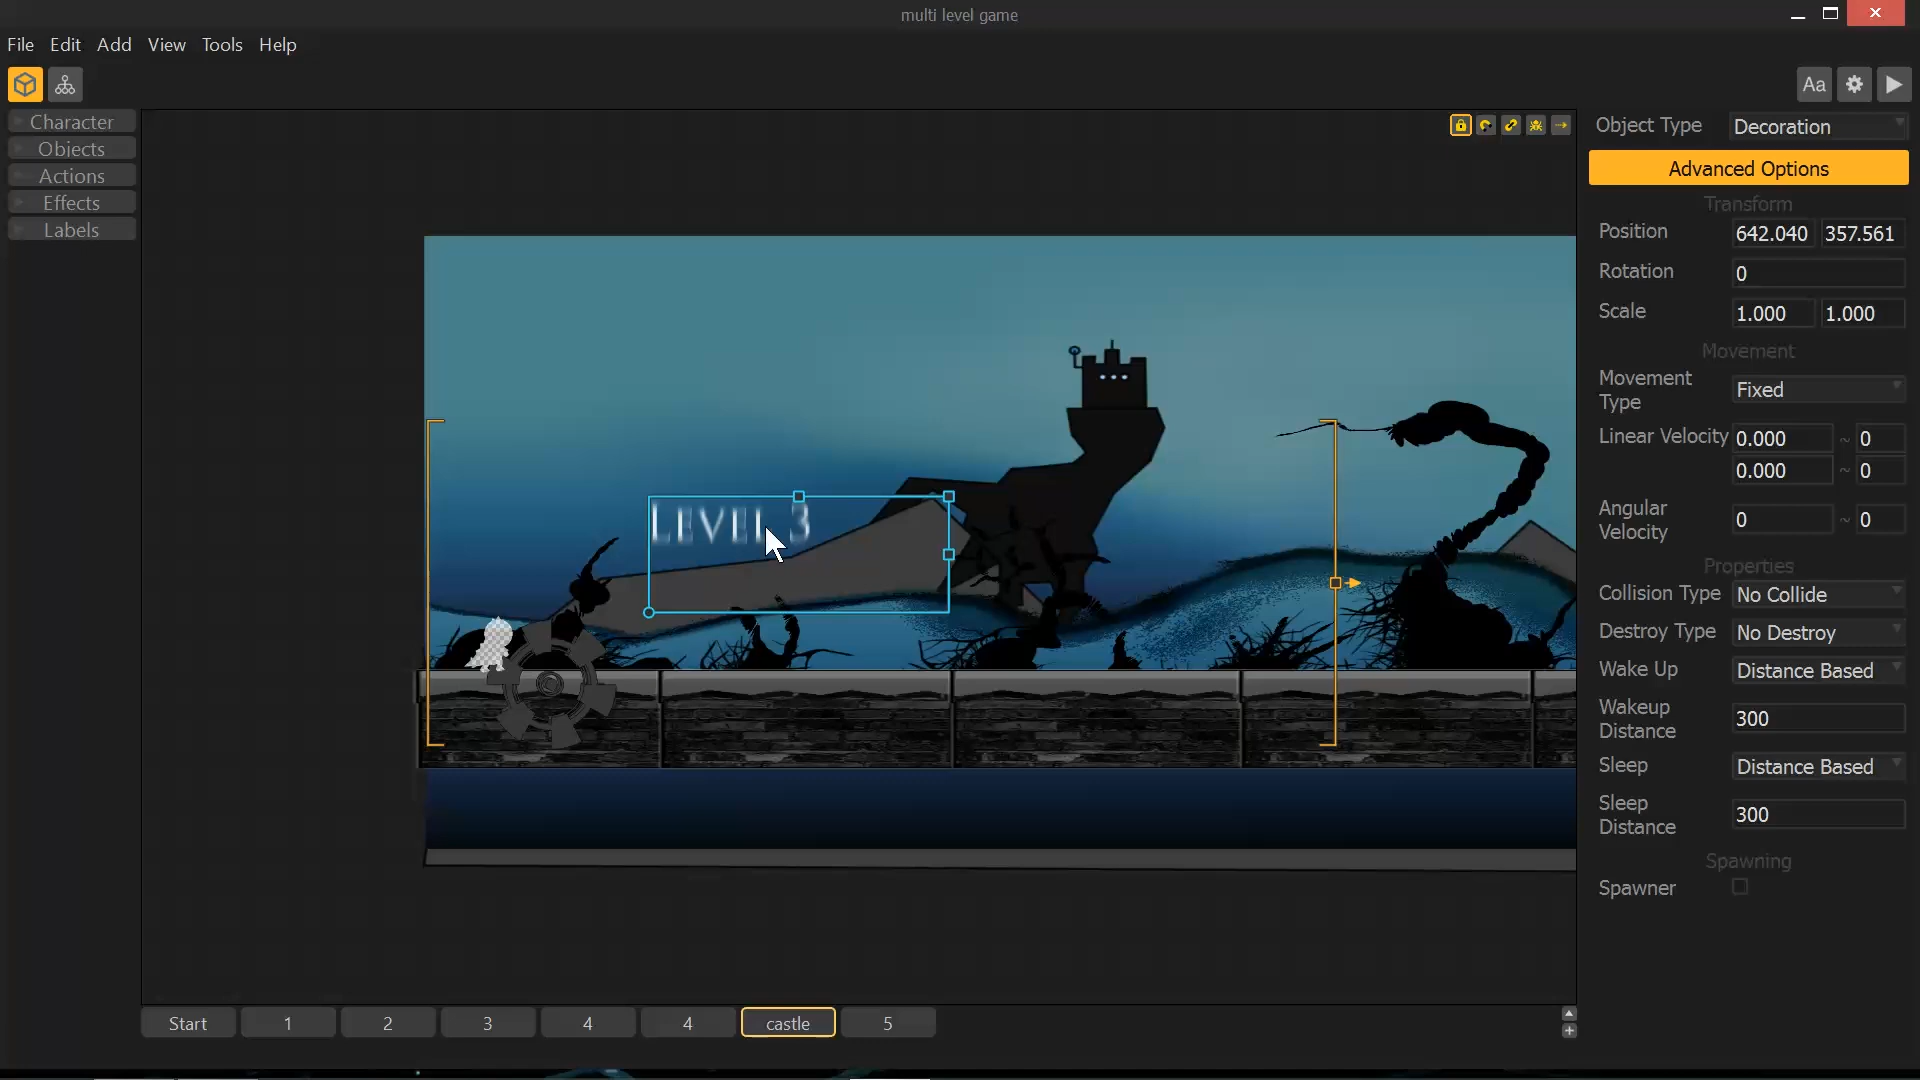 multi level game
File Edit Add View Tools Help
Aa
Character
Objects
Actions
Effects
Labels
Object Type Decoration
Advanced Options
Transform
Position 642.040 357.561
Rotation 0
Scale 1.000 1.000
Movement
Movement Type Fixed
Linear Velocity 0.000 ~ 0
0.000 ~ 0
Angular Velocity 0 ~ 0
Properties
Collision Type No Collide
Destroy Type No Destroy
Wake Up Distance Based
Wakeup Distance 300
Sleep Distance Based
Sleep Distance 300
Spawning
Spawner
LEVEL 3
Start 1 2 3 4 4 castle 5